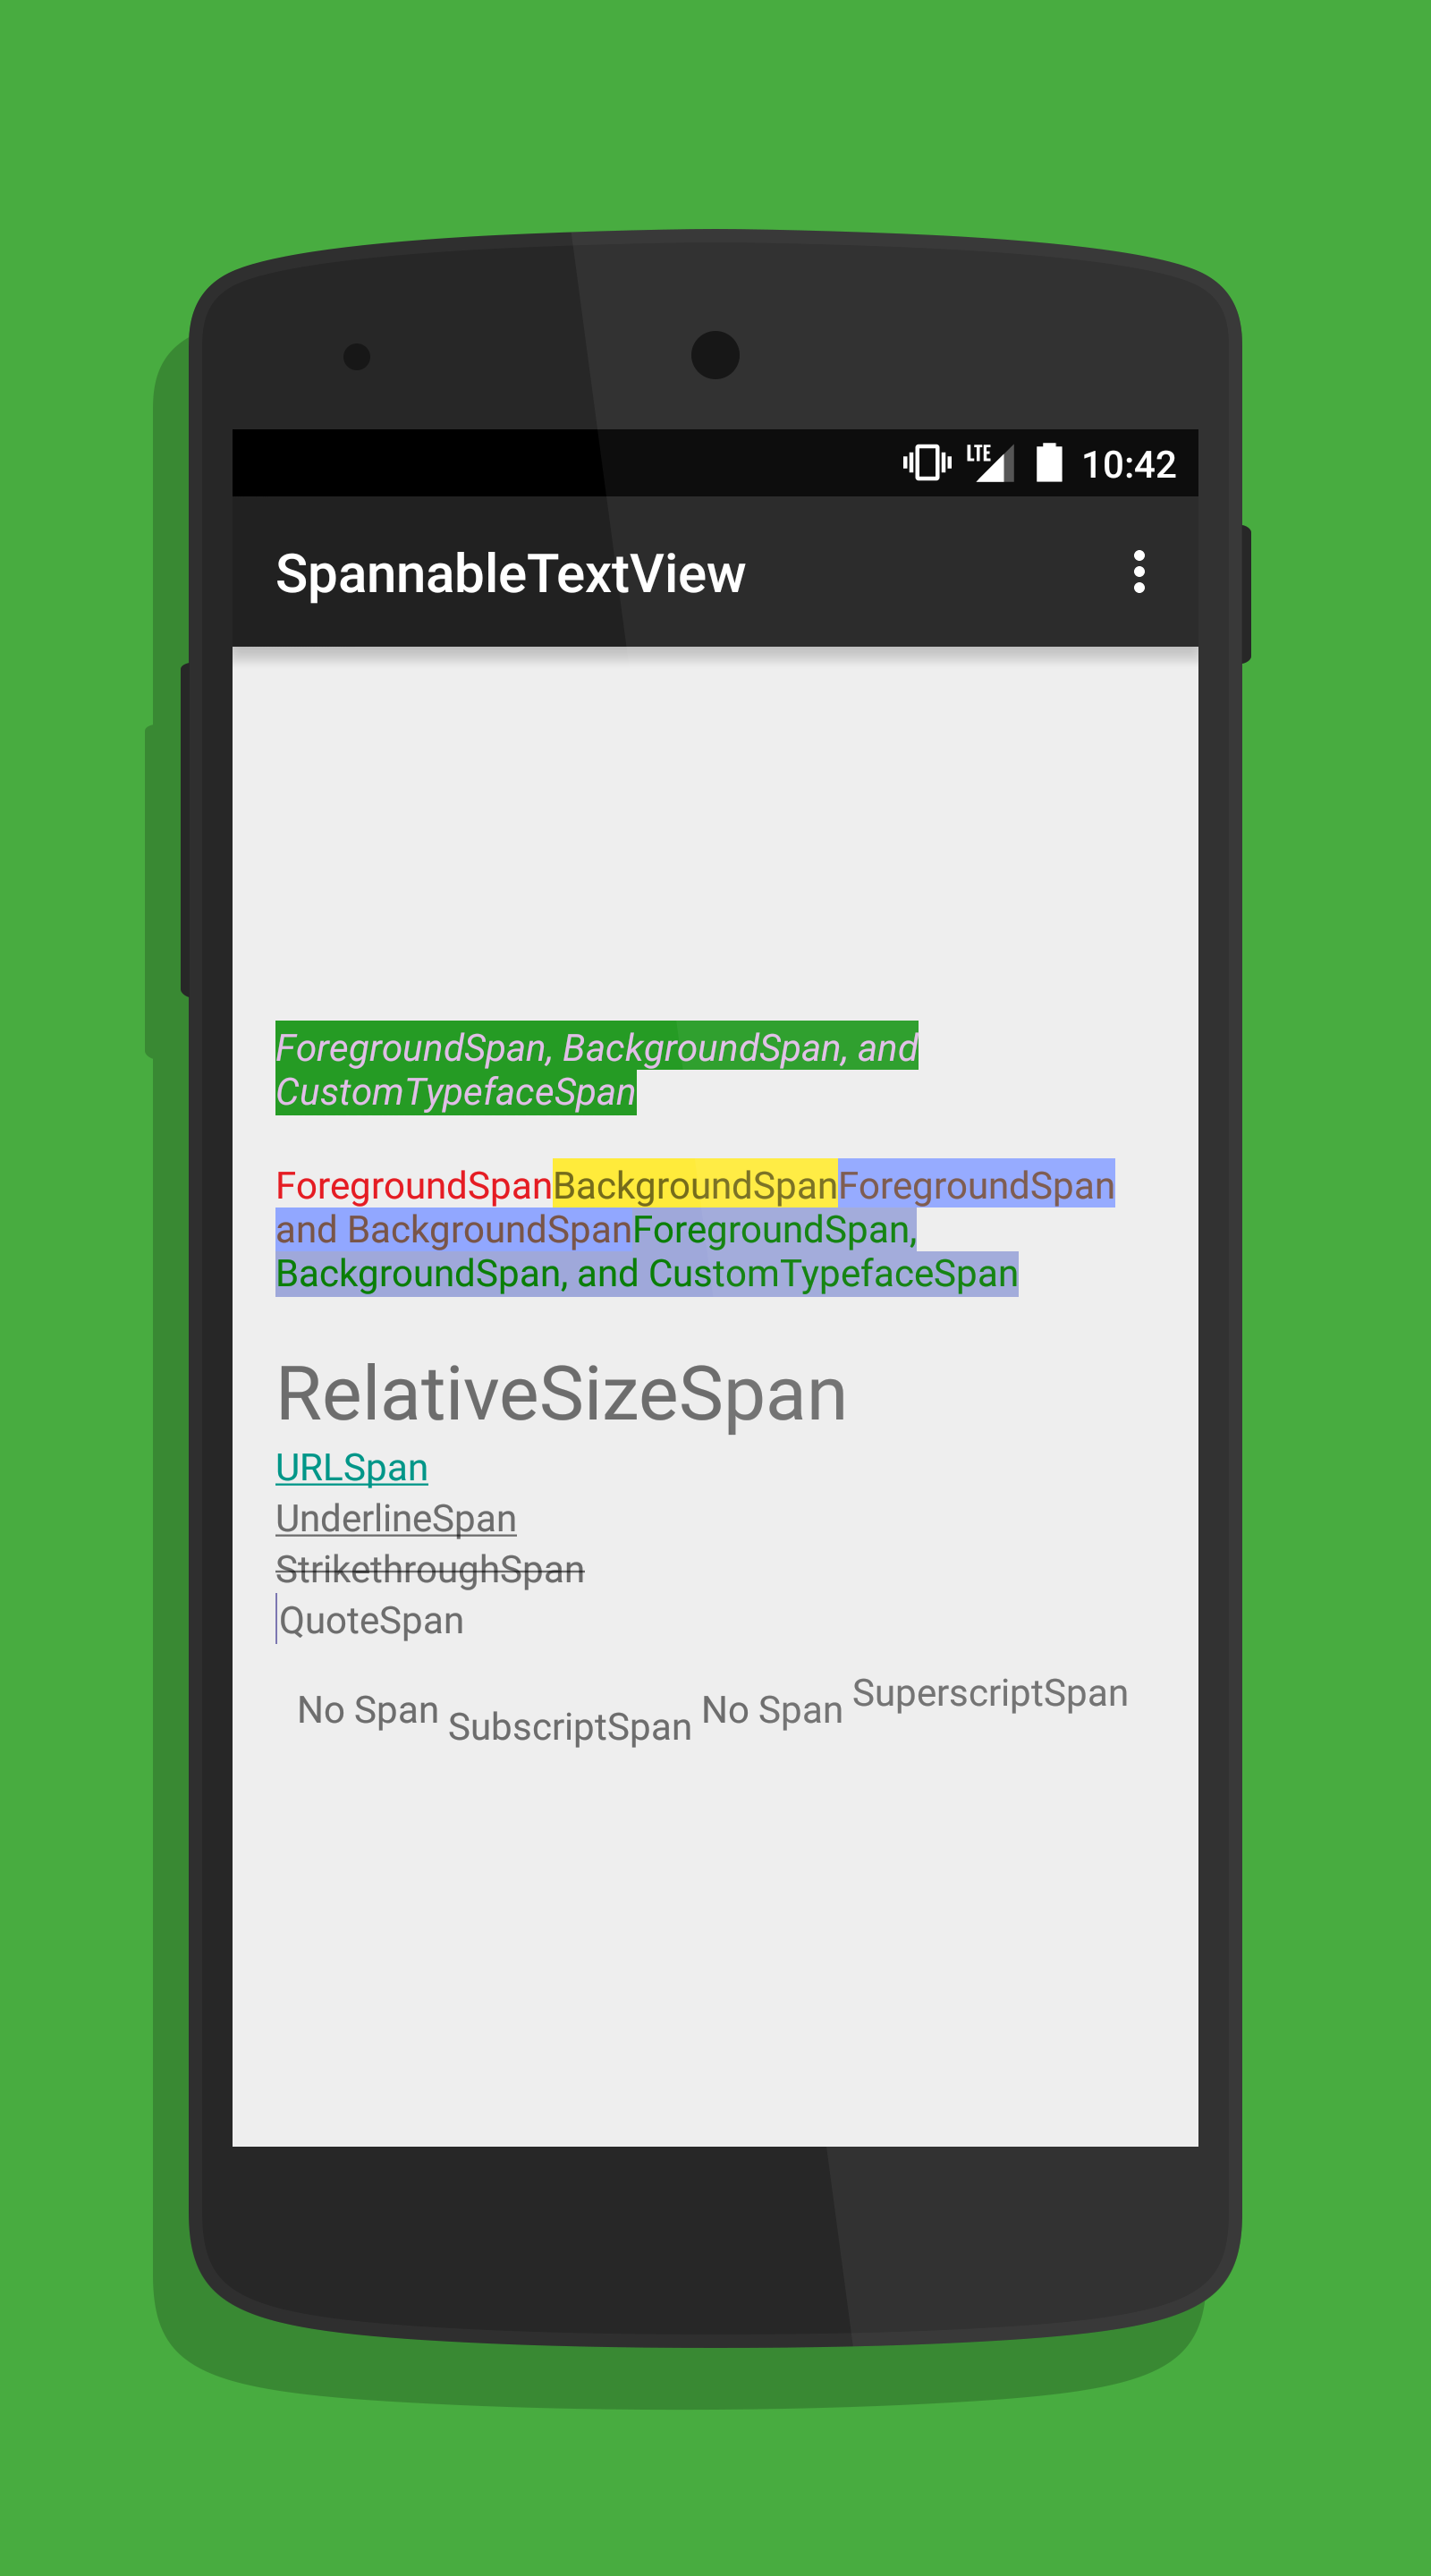 LTE 10:42
SpannableTextView
ForegroundSpan, BackgroundSpan, and
CustomTypefaceSpan
ForegroundSpanBackgroundSpanForegroundSpan
and BackgroundSpanForegroundSpan,
BackgroundSpan, and CustomTypefaceSpan
RelativeSizeSpan
URLSpan
UnderlineSpan
StrikethroughSpan
QuoteSpan
No Span SubscriptSpan No Span SuperscriptSpan